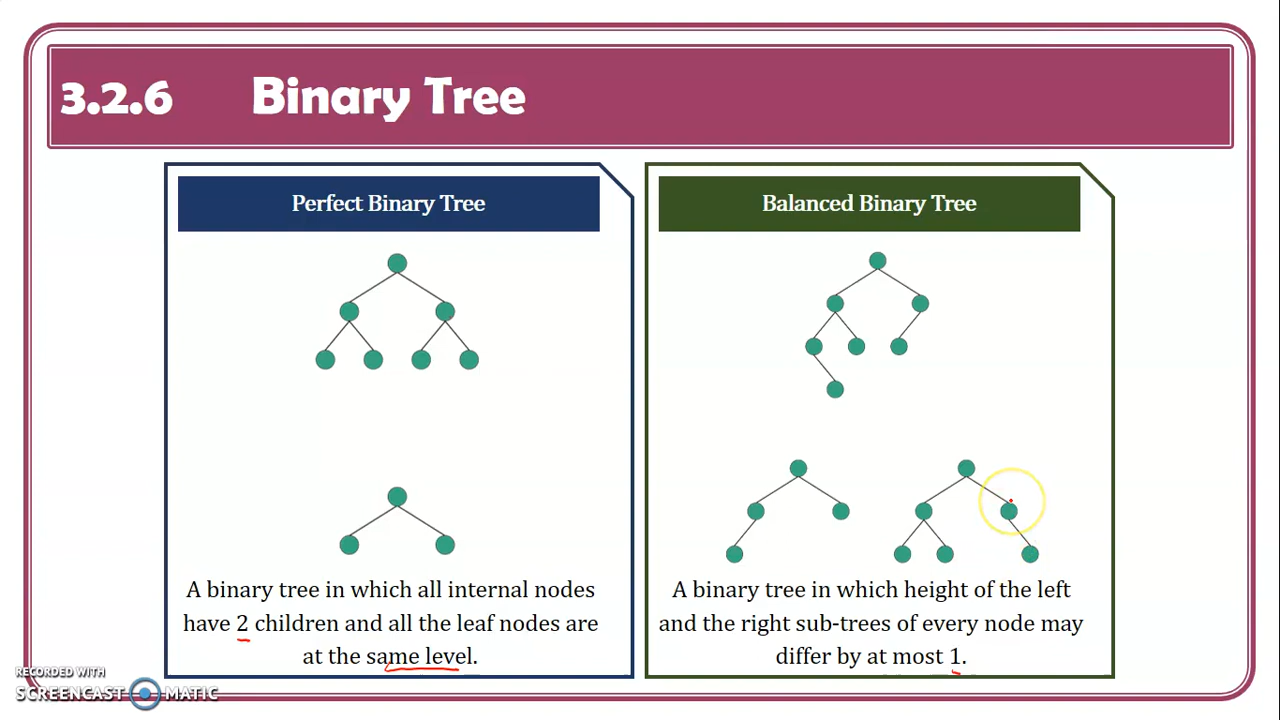 3.2.6 Binary Tree
Perfect Binary Tree
A binary tree in which all internal nodes
have 2 children and all the leaf nodes are
at the same level.
Balanced Binary Tree
A binary tree in which height of the left
and the right sub-trees of every node may
differ by at most 1.
RECORDED WITH
SCREENCAST MATIC